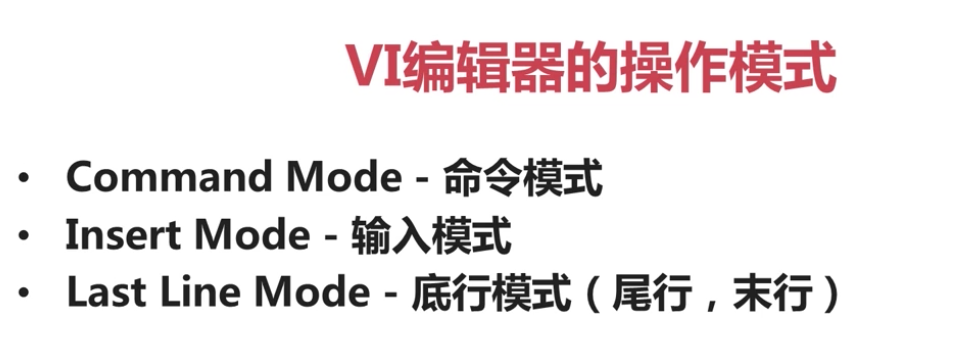 VI编辑器的操作模式
• Command Mode - 命令模式
• Insert Mode - 输入模式
• Last Line Mode - 底行模式（尾行，末行）